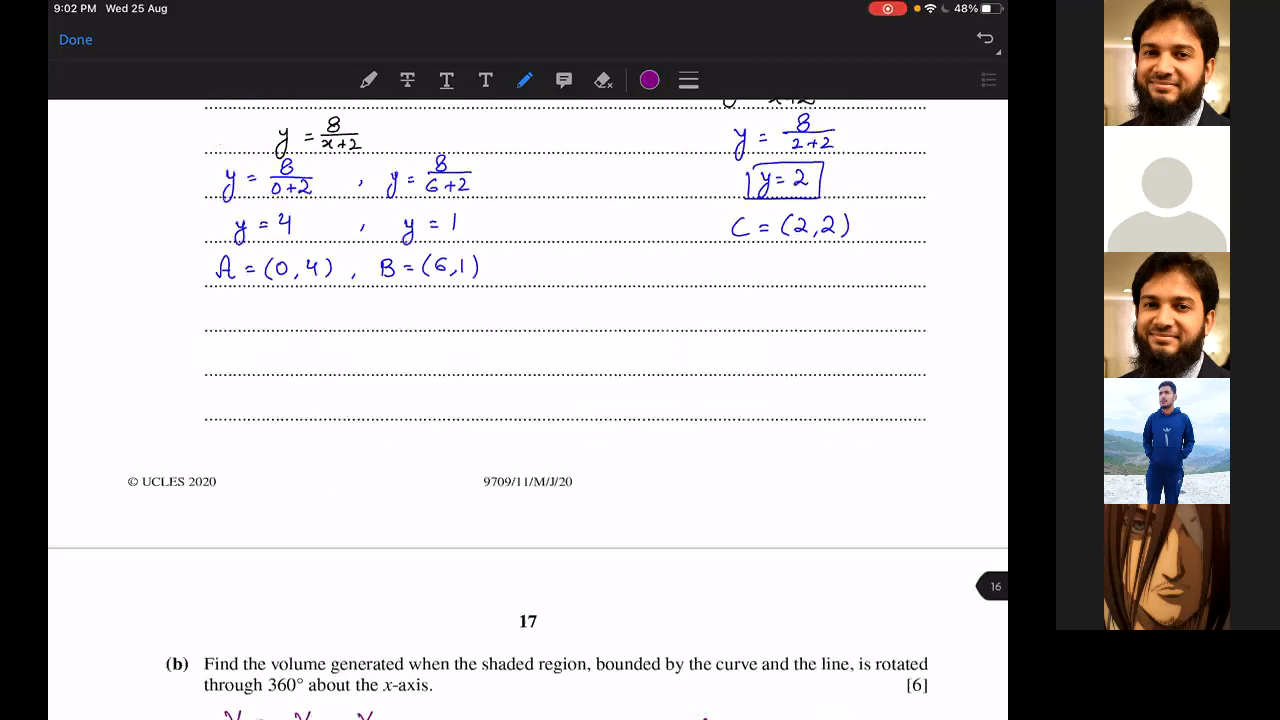 9:02 PM Wed 25 Aug
48%
Done
y = 8/(x+2)
y = 8/(0+2) , y = 8/(6+2)
y = 4 , y = 1
A = (0, 4) , B = (6, 1)
y = 8/(2+2)
y = 2
C = (2, 2)
© UCLES 2020
9709/11/M/J/20
16
17
(b) Find the volume generated when the shaded region, bounded by the curve and the line, is rotated
through 360° about the x-axis. [6]